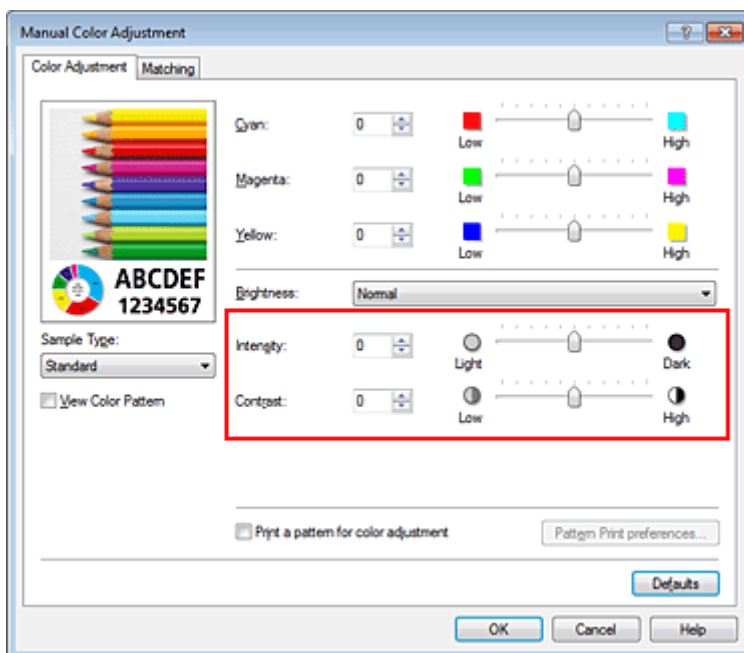 Manual Color Adjustment
Color Adjustment Matching
Cyan: 0 Low High
Magenta: 0 Low High
Yellow: 0 Low High
ABCDEF
1234567
Brightness: Normal
Sample Type:
Standard
View Color Pattern
Intensity: 0 Light Dark
Contrast: 0 Low High
Print a pattern for color adjustment Pattern Print preferences...
Defaults
OK Cancel Help